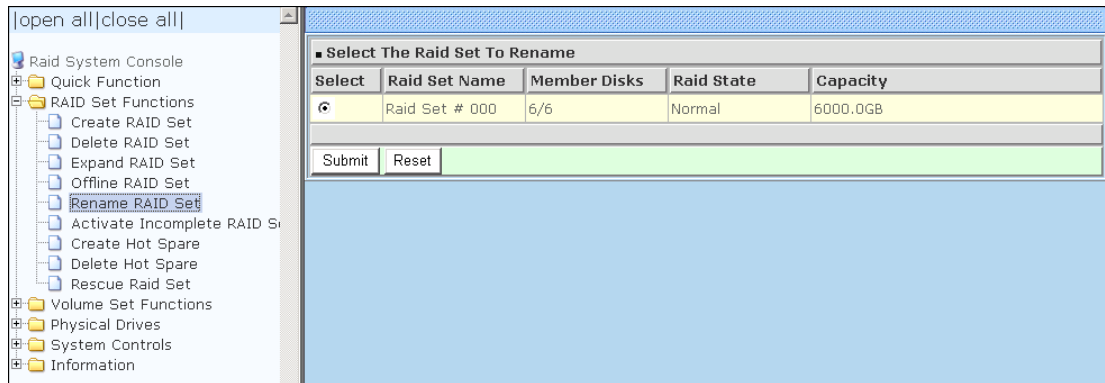 |open all|close all|
Raid System Console
Quick Function
RAID Set Functions
Create RAID Set
Delete RAID Set
Expand RAID Set
Offline RAID Set
Rename RAID Set
Activate Incomplete RAID S
Create Hot Spare
Delete Hot Spare
Rescue Raid Set
Volume Set Functions
Physical Drives
System Controls
Information
Select The Raid Set To Rename
Select Raid Set Name Member Disks Raid State Capacity
Raid Set # 000 6/6 Normal 6000.0GB
Submit Reset